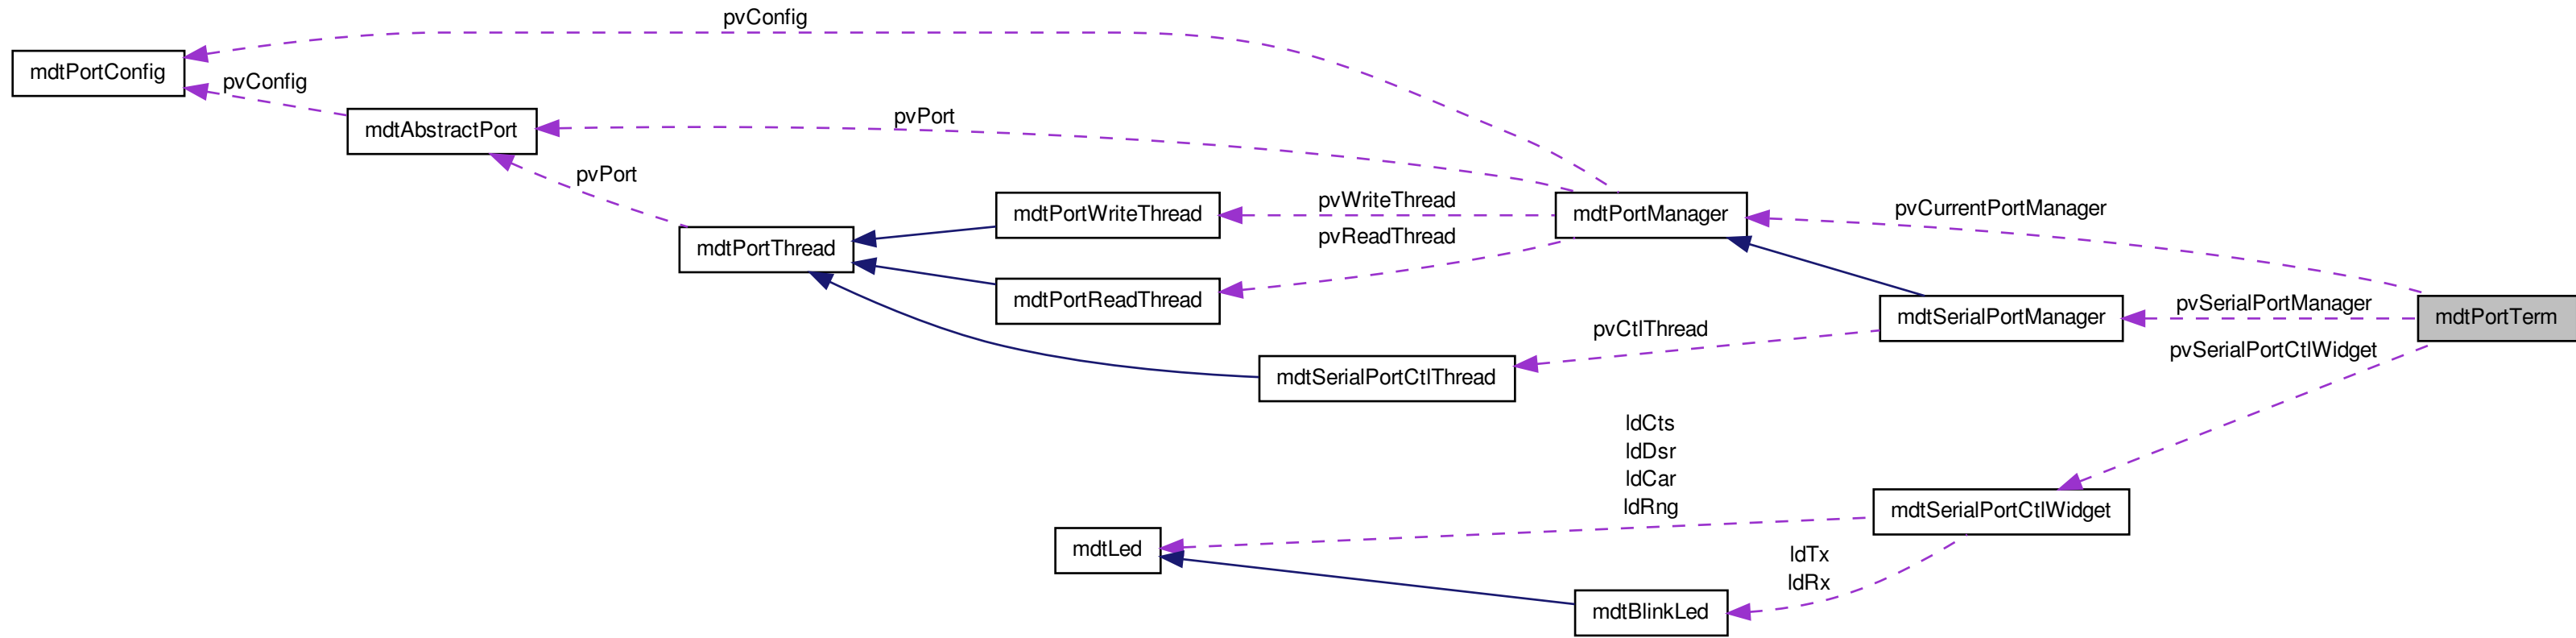 pvConfig
mdtPortConfig
pvConfig
mdtAbstractPort
pvPort
pvPort
mdtPortThread
mdtPortWriteThread
pvWriteThread
mdtPortManager
pvCurrentPortManager
pvReadThread
mdtPortReadThread
mdtSerialPortManager
pvSerialPortManager
mdtPortTerm
pvCtlThread
pvSerialPortCtlWidget
mdtSerialPortCtlThread
ldCts
ldDsr
ldCar
ldRng
mdtSerialPortCtlWidget
mdtLed
ldTx
ldRx
mdtBlinkLed